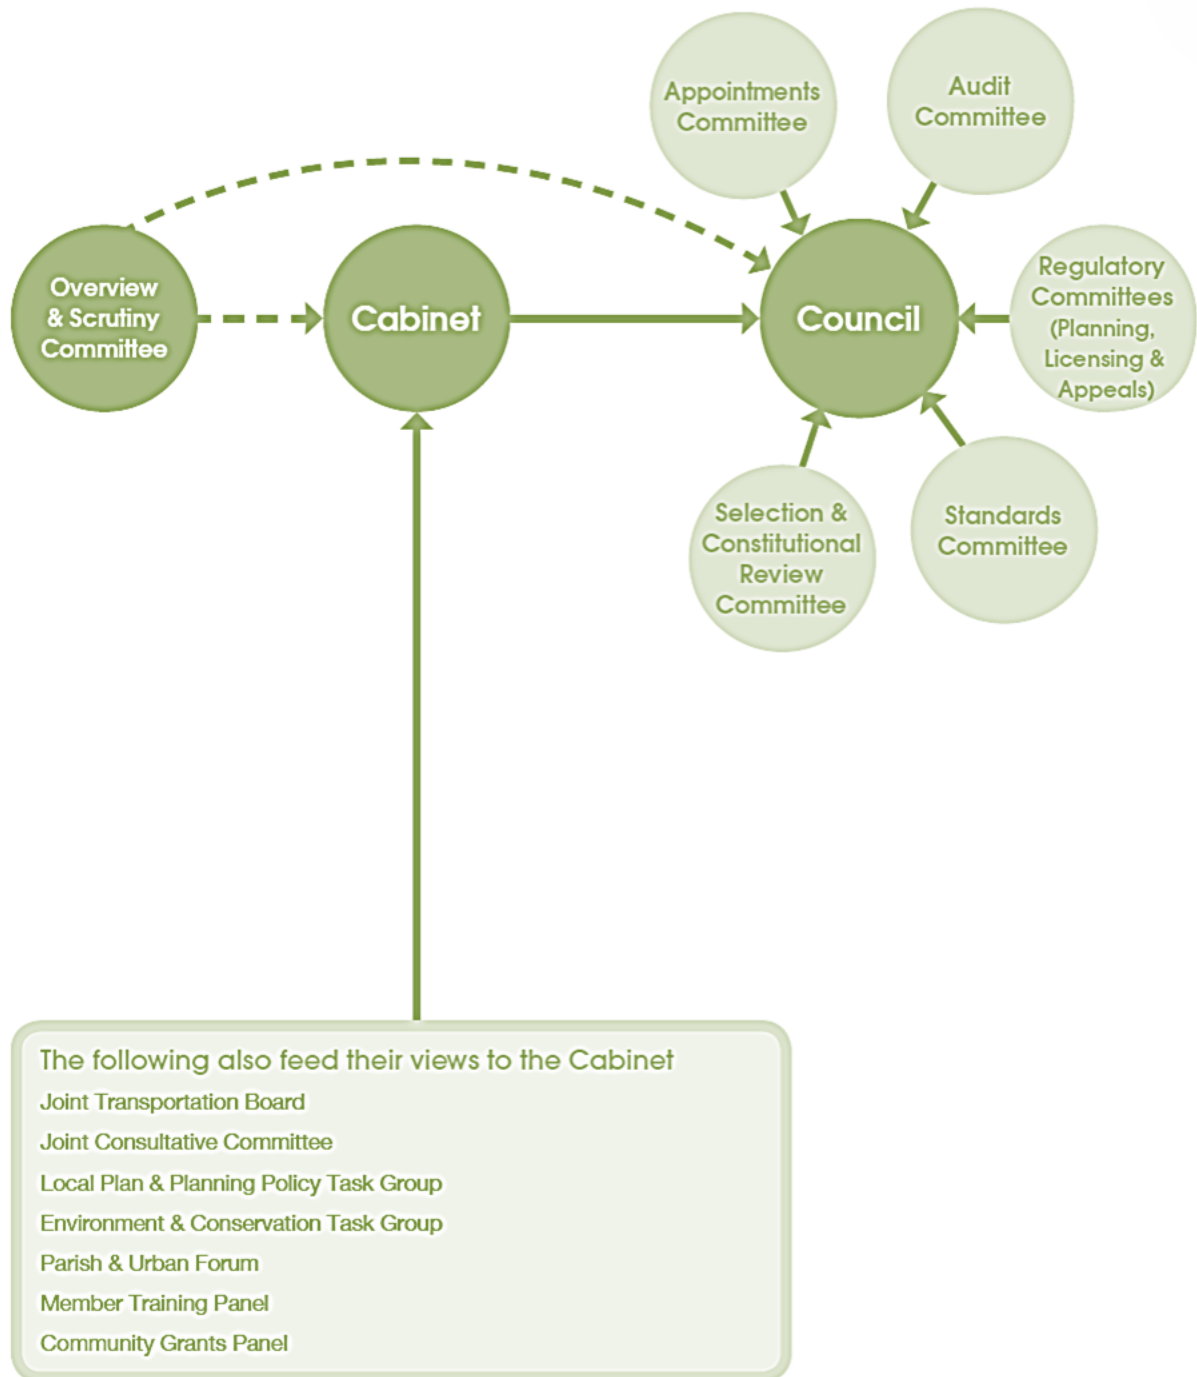 Appointments
Committee
Audit
Committee
Overview
& Scrutiny
Committee
Cabinet
Council
Regulatory
Committees
(Planning,
Licensing &
Appeals)
Selection &
Constitutional
Review
Committee
Standards
Committee
The following also feed their views to the Cabinet
Joint Transportation Board
Joint Consultative Committee
Local Plan & Planning Policy Task Group
Environment & Conservation Task Group
Parish & Urban Forum
Member Training Panel
Community Grants Panel